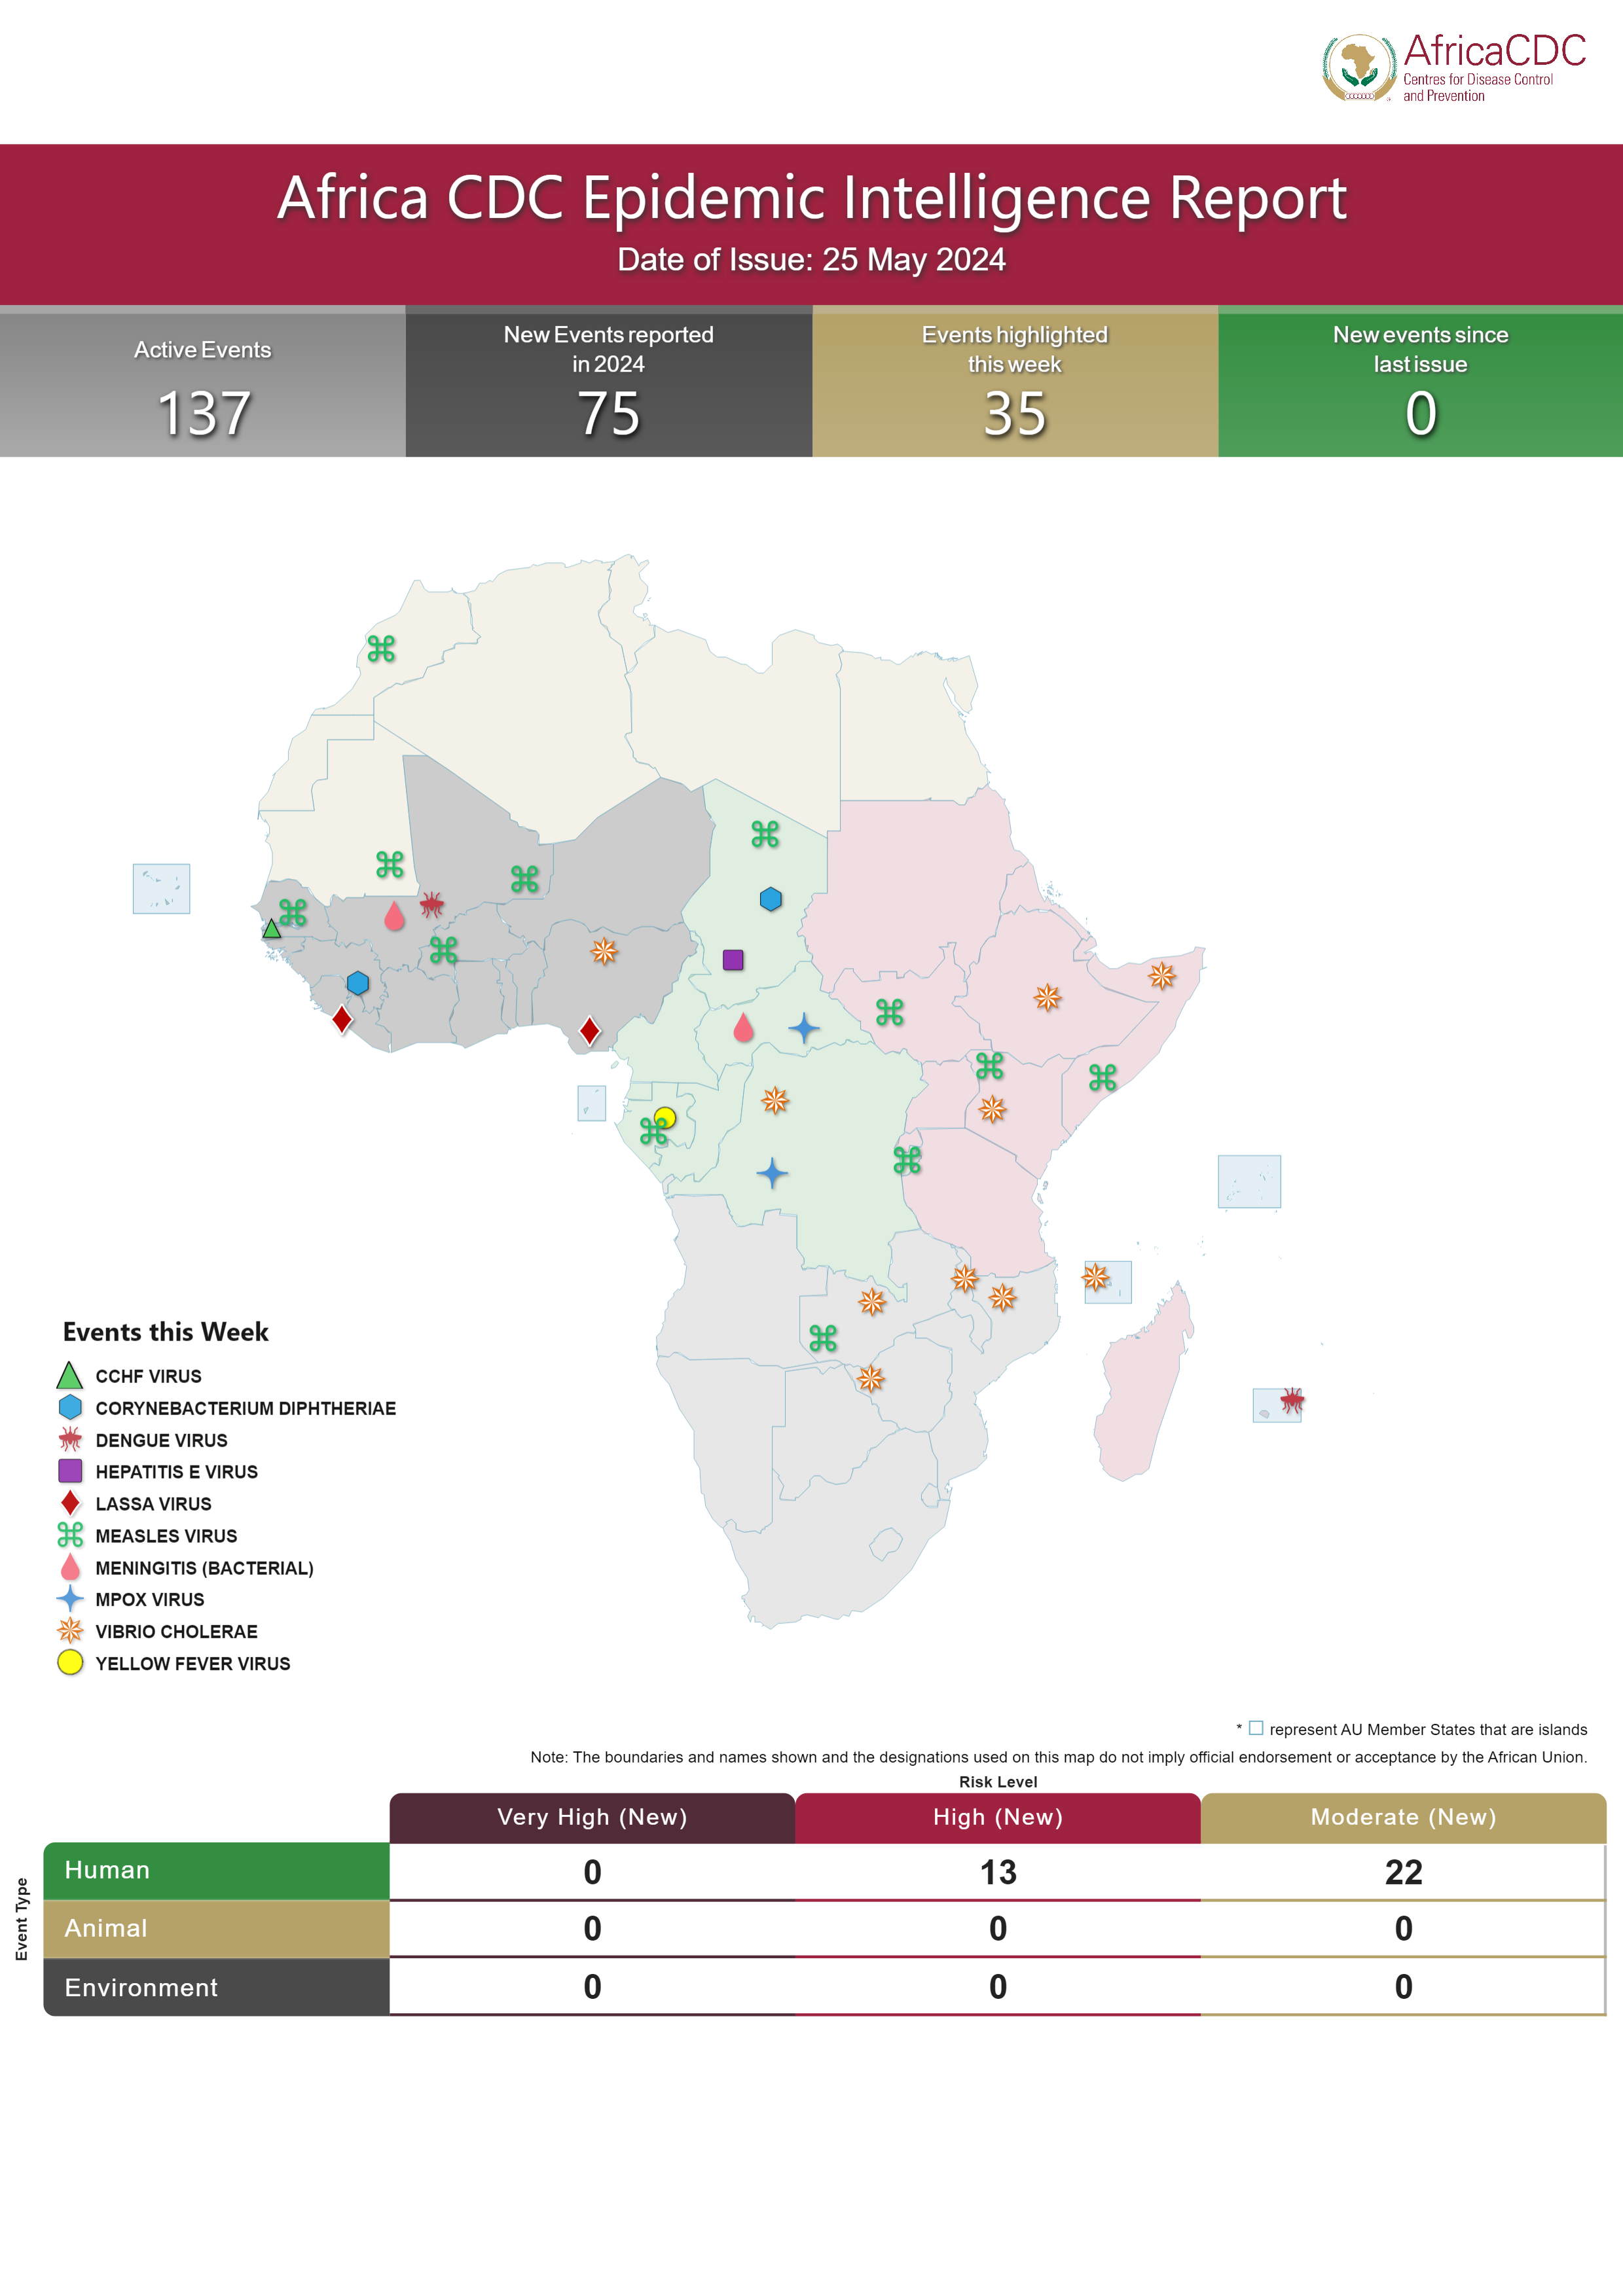 AfricaCDC
Centres for Disease Control
and Prevention
Africa CDC Epidemic Intelligence Report
Date of Issue: 25 May 2024
Active Events
137
New Events reported
in 2024
75
Events highlighted
this week
35
New events since
last issue
0
Events this Week
CCHF VIRUS
CORYNEBACTERIUM DIPHTHERIAE
DENGUE VIRUS
HEPATITIS E VIRUS
LASSA VIRUS
MEASLES VIRUS
MENINGITIS (BACTERIAL)
MPOX VIRUS
VIBRIO CHOLERAE
YELLOW FEVER VIRUS
* represent AU Member States that are islands
Note: The boundaries and names shown and the designations used on this map do not imply official endorsement or acceptance by the African Union.
Risk Level
Very High (New) High (New) Moderate (New)
Event Type
Human 0 13 22
Animal 0 0 0
Environment 0 0 0